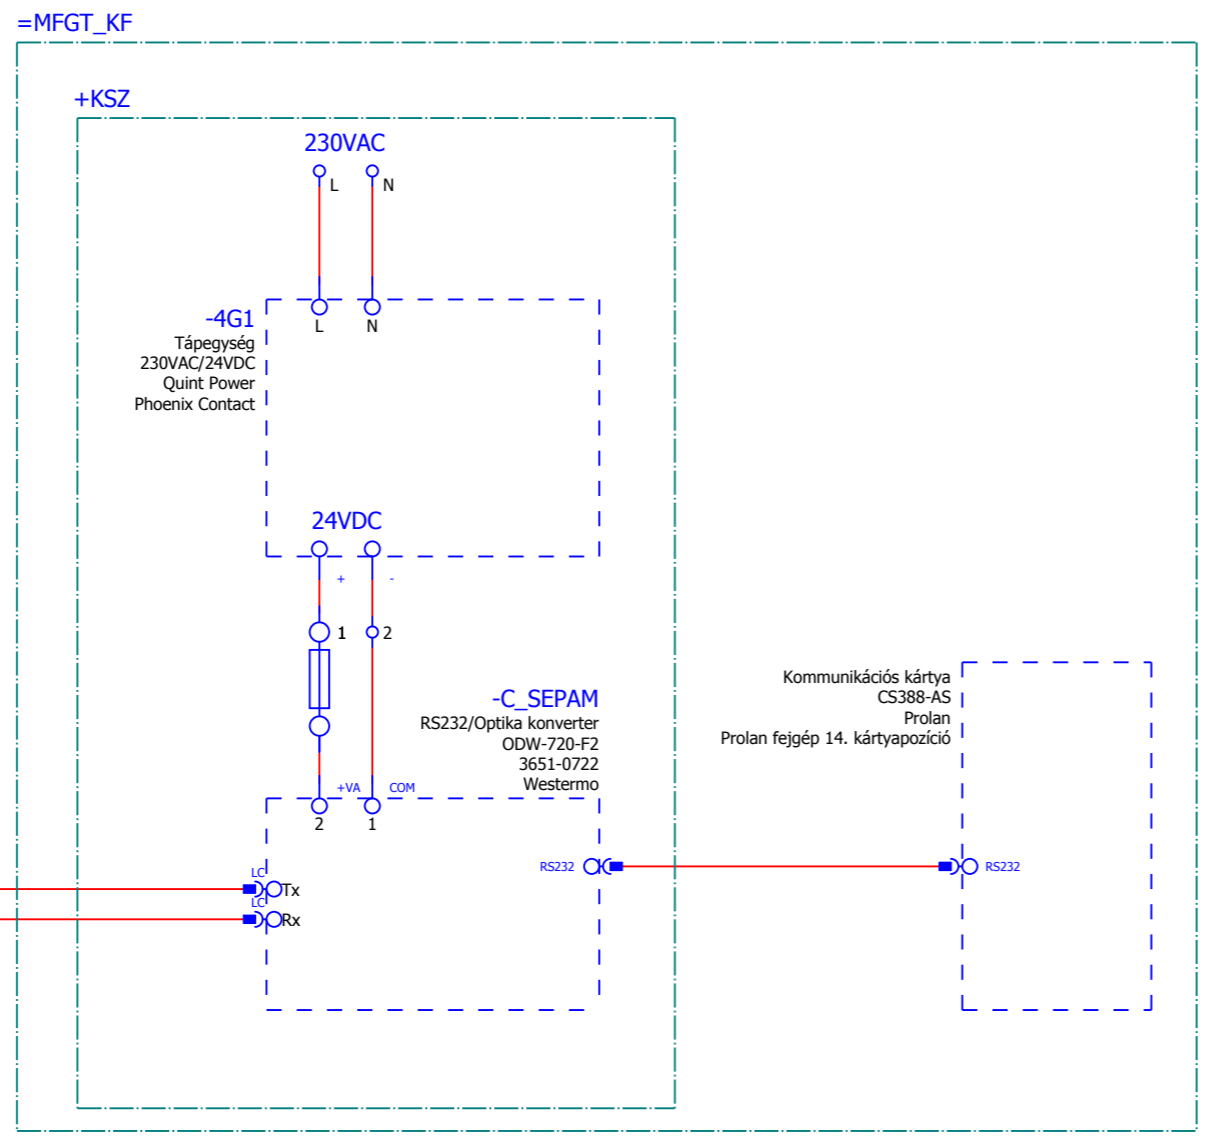 =MFGT_KF
+KSZ
230VAC
L
N
-4G1
Tápegység
230VAC/24VDC
Quint Power
Phoenix Contact
L
N
24VDC
+
-
1
2
-C_SEPAM
RS232/Optika konverter
ODW-720-F2
3651-0722
Westermo
+VA
COM
2
1
Kommunikációs kártya
CS388-AS
Prolan
Prolan fejgép 14. kártyapozíció
RS232
RS232
LC
Tx
LC
Rx